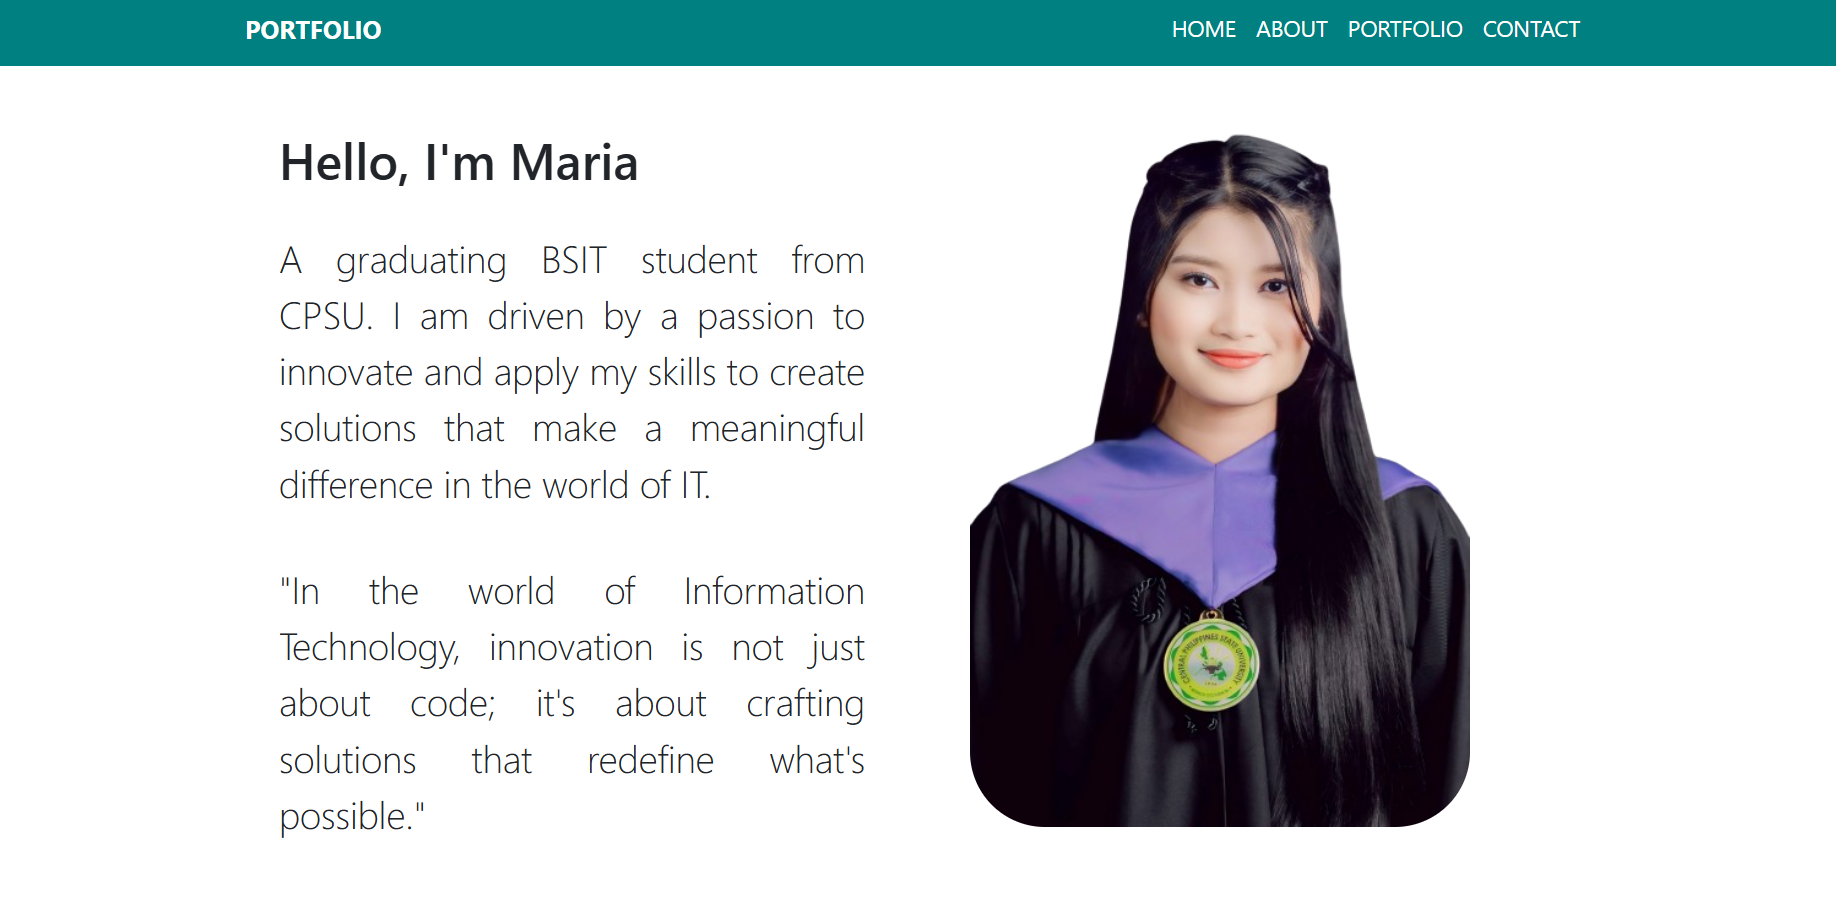 PORTFOLIO
HOME ABOUT PORTFOLIO CONTACT
Hello, I'm Maria
A graduating BSIT student from
CPSU. I am driven by a passion to
innovate and apply my skills to create
solutions that make a meaningful
difference in the world of IT.
"In the world of Information
Technology, innovation is not just
about code; it's about crafting
solutions that redefine what's
possible."
CENTRAL PHILIPPINES STATE UNIVERSITY